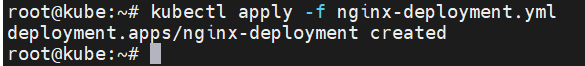 root@kube:~# kubectl apply -f nginx-deployment.yml
deployment.apps/nginx-deployment created
root@kube:~#